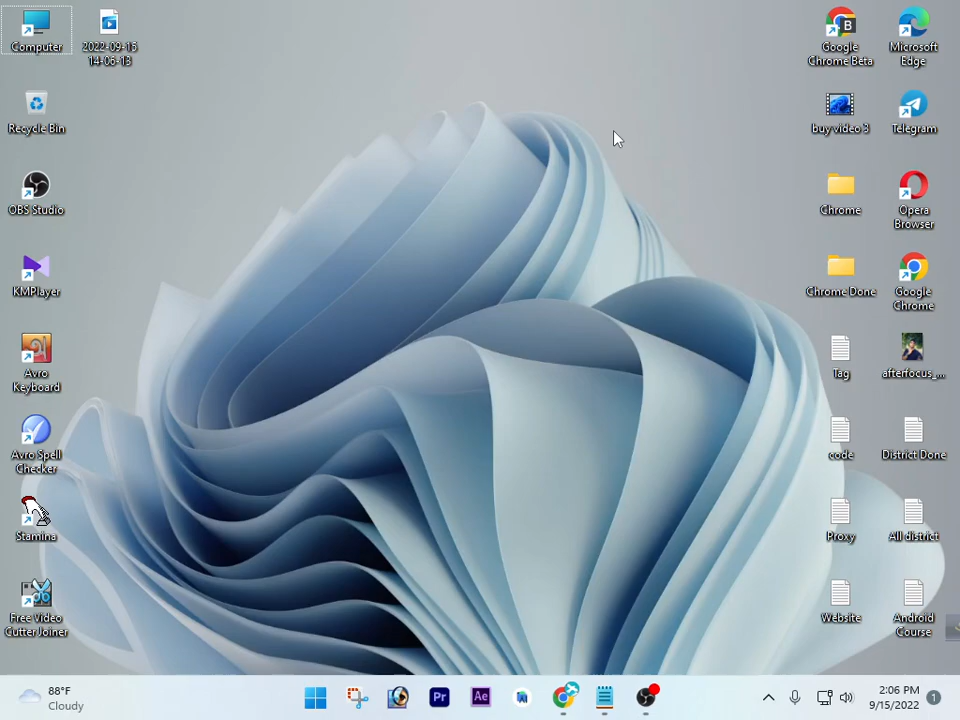 Computer
2022-09-15
14-06-13
Recycle Bin
OBS Studio
KMPlayer
Avro
Keyboard
Avro Spell
Checker
Stamina
Free Video
Cutter Joiner
Google
Chrome Beta
Microsoft
Edge
buy video 3
Telegram
Chrome
Opera
Browser
Chrome Done
Google
Chrome
Tag
afterfocus_...
code
District Done
Proxy
All district
Website
Android
Course
88°F
Cloudy
Pr
Ae
2:06 PM
9/15/2022
1